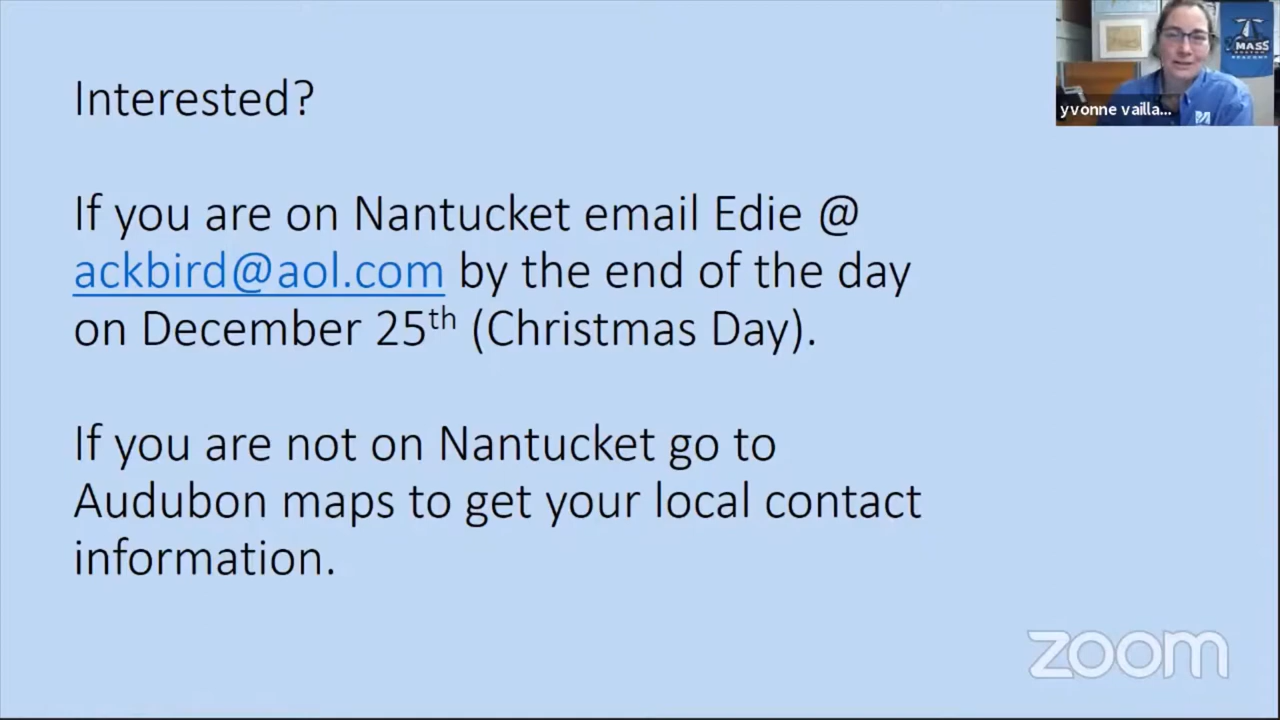 Interested?
If you are on Nantucket email Edie @
ackbird@aol.com by the end of the day
on December 25th (Christmas Day).
If you are not on Nantucket go to
Audubon maps to get your local contact
information.
yvonne vailla...
MASS
zoom